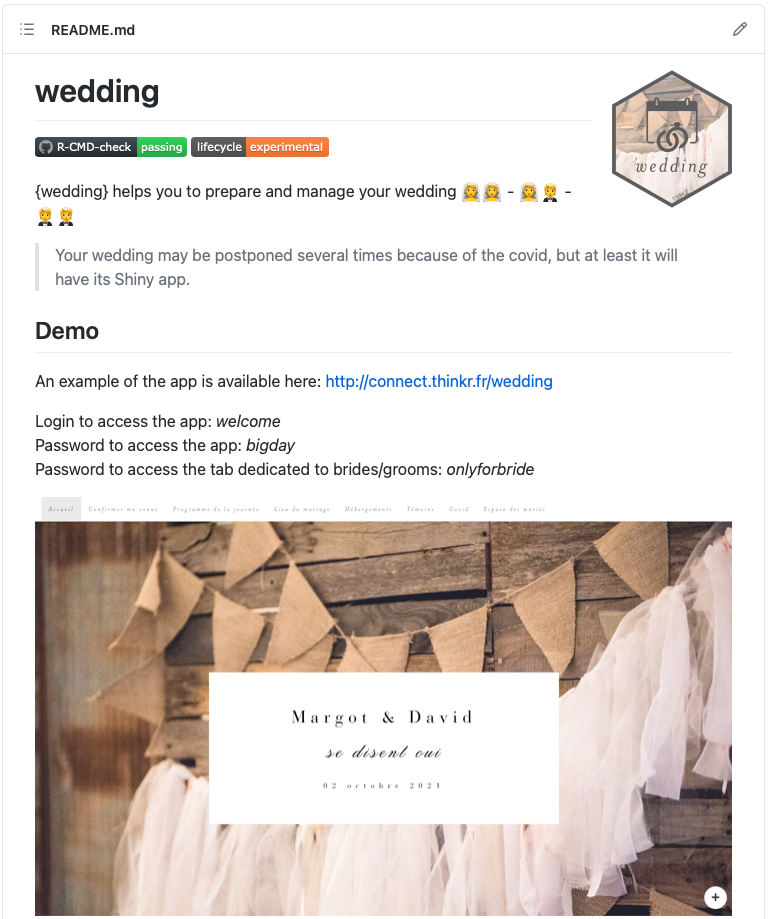 README.md
wedding
wedding
R-CMD-check passing lifecycle experimental
{wedding} helps you to prepare and manage your wedding 👰👰 - 👰🤵 -
🤵🤵
Your wedding may be postponed several times because of the covid, but at least it will
have its Shiny app.
Demo
An example of the app is available here: http://connect.thinkr.fr/wedding
Login to access the app: welcome
Password to access the app: bigday
Password to access the tab dedicated to brides/grooms: onlyforbride
Accueil Confirmer ma venue Programme de la journée Lieu du mariage Hébergements Témoins Covid Espace des mariés
Margot & David
se disent oui
02 octobre 2021